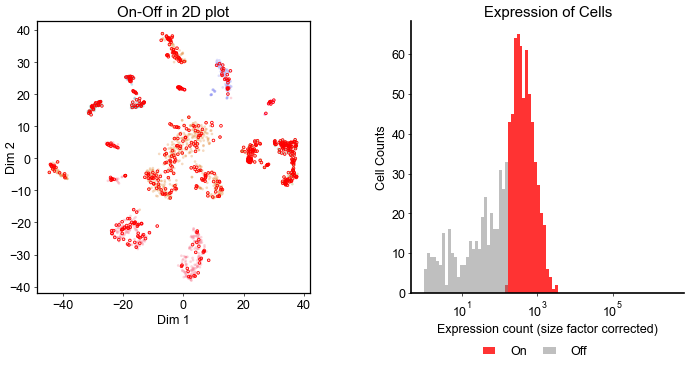 On-Off in 2D plot
Dim 2
40
30
20
10
0
−10
−20
−30
−40
−40 −20 0 20 40
Dim 1
Expression of Cells
Cell Counts
60
50
40
30
20
10
0
10^1 10^3 10^5
Expression count (size factor corrected)
On Off